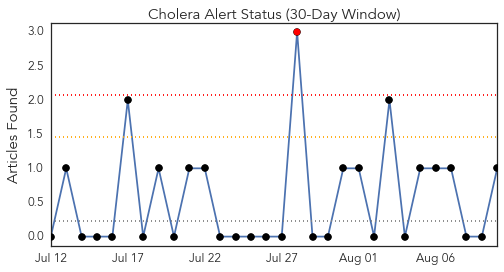 Cholera Alert Status (30-Day Window)
Articles Found
3.0
2.5
2.0
1.5
1.0
0.5
0.0
Jul 12 Jul 17 Jul 22 Jul 27 Aug 01 Aug 06